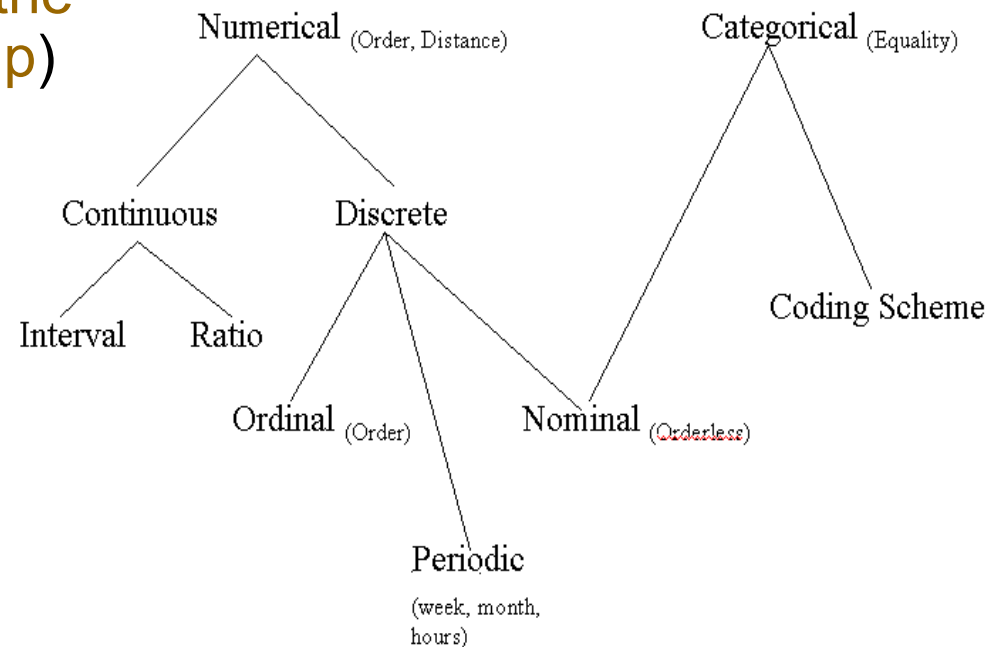 the
p)
Numerical (Order, Distance)
Categorical (Equality)
Continuous
Discrete
Coding Scheme
Interval
Ratio
Ordinal (Order)
Nominal (Orderless)
Periodic
(week, month,
hours)